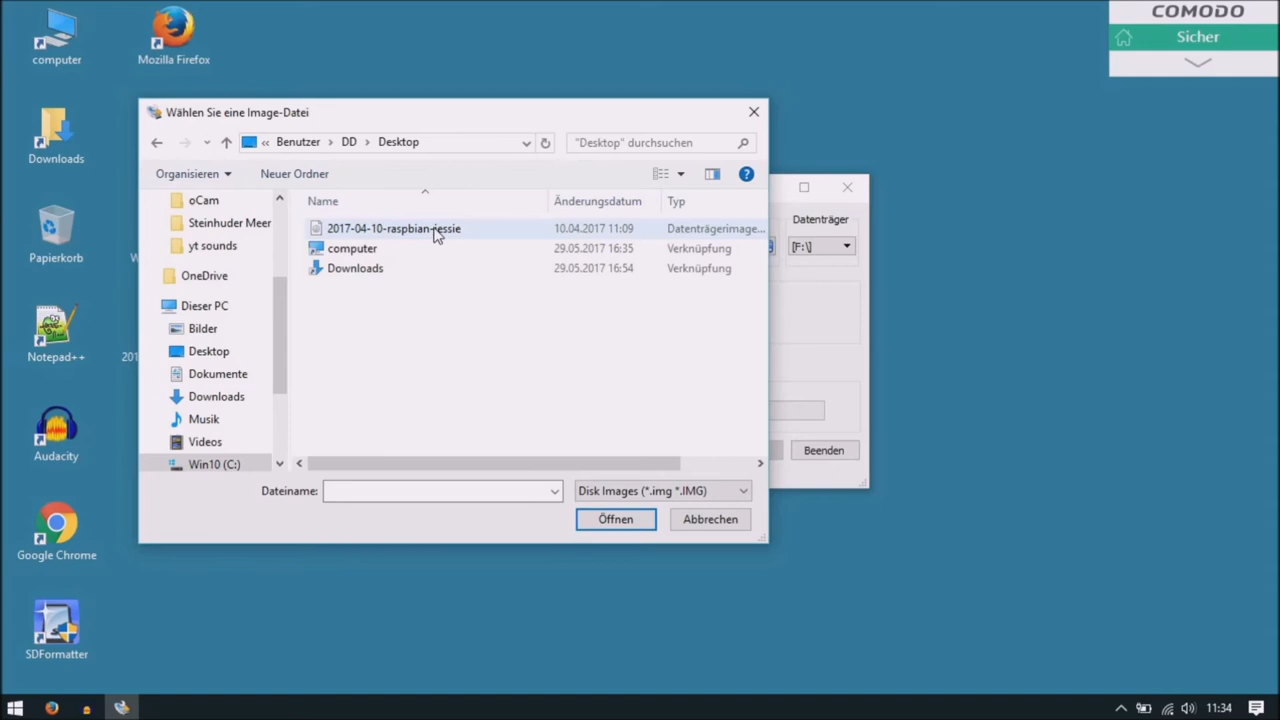 computer
Mozilla Firefox
COMODO
Sicher
Downloads
Papierkorb
W
Notepad++
201
Audacity
Google Chrome
SDFormatter
Wählen Sie eine Image-Datei
« Benutzer > DD > Desktop
"Desktop" durchsuchen
Organisieren
Neuer Ordner
?
oCam
Steinhuder Meer
yt sounds
OneDrive
Dieser PC
Bilder
Desktop
Dokumente
Downloads
Musik
Videos
Win10 (C:)
Name Änderungsdatum Typ
2017-04-10-raspbian-jessie 10.04.2017 11:09 Datenträgerimage...
computer 29.05.2017 16:35 Verknüpfung
Downloads 29.05.2017 16:54 Verknüpfung
Dateiname:
Disk Images (*.img *.IMG)
Öffnen
Abbrechen
Datenträger
[F:\]
Beenden
11:34